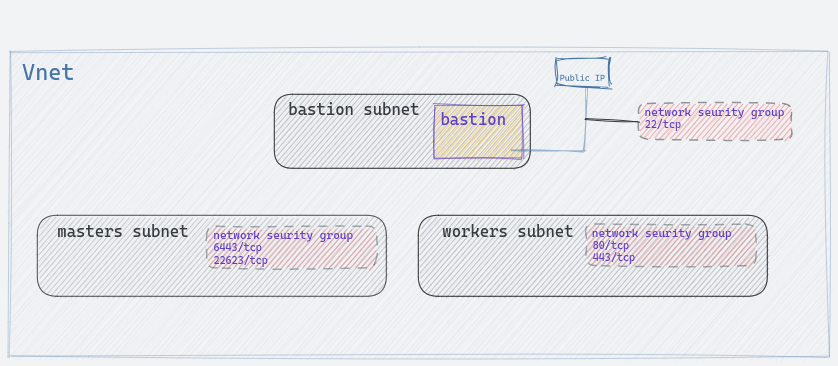 Vnet
Public IP
bastion subnet
bastion
network seurity group
22/tcp
masters subnet
network seurity group
6443/tcp
22623/tcp
workers subnet
network seurity group
80/tcp
443/tcp